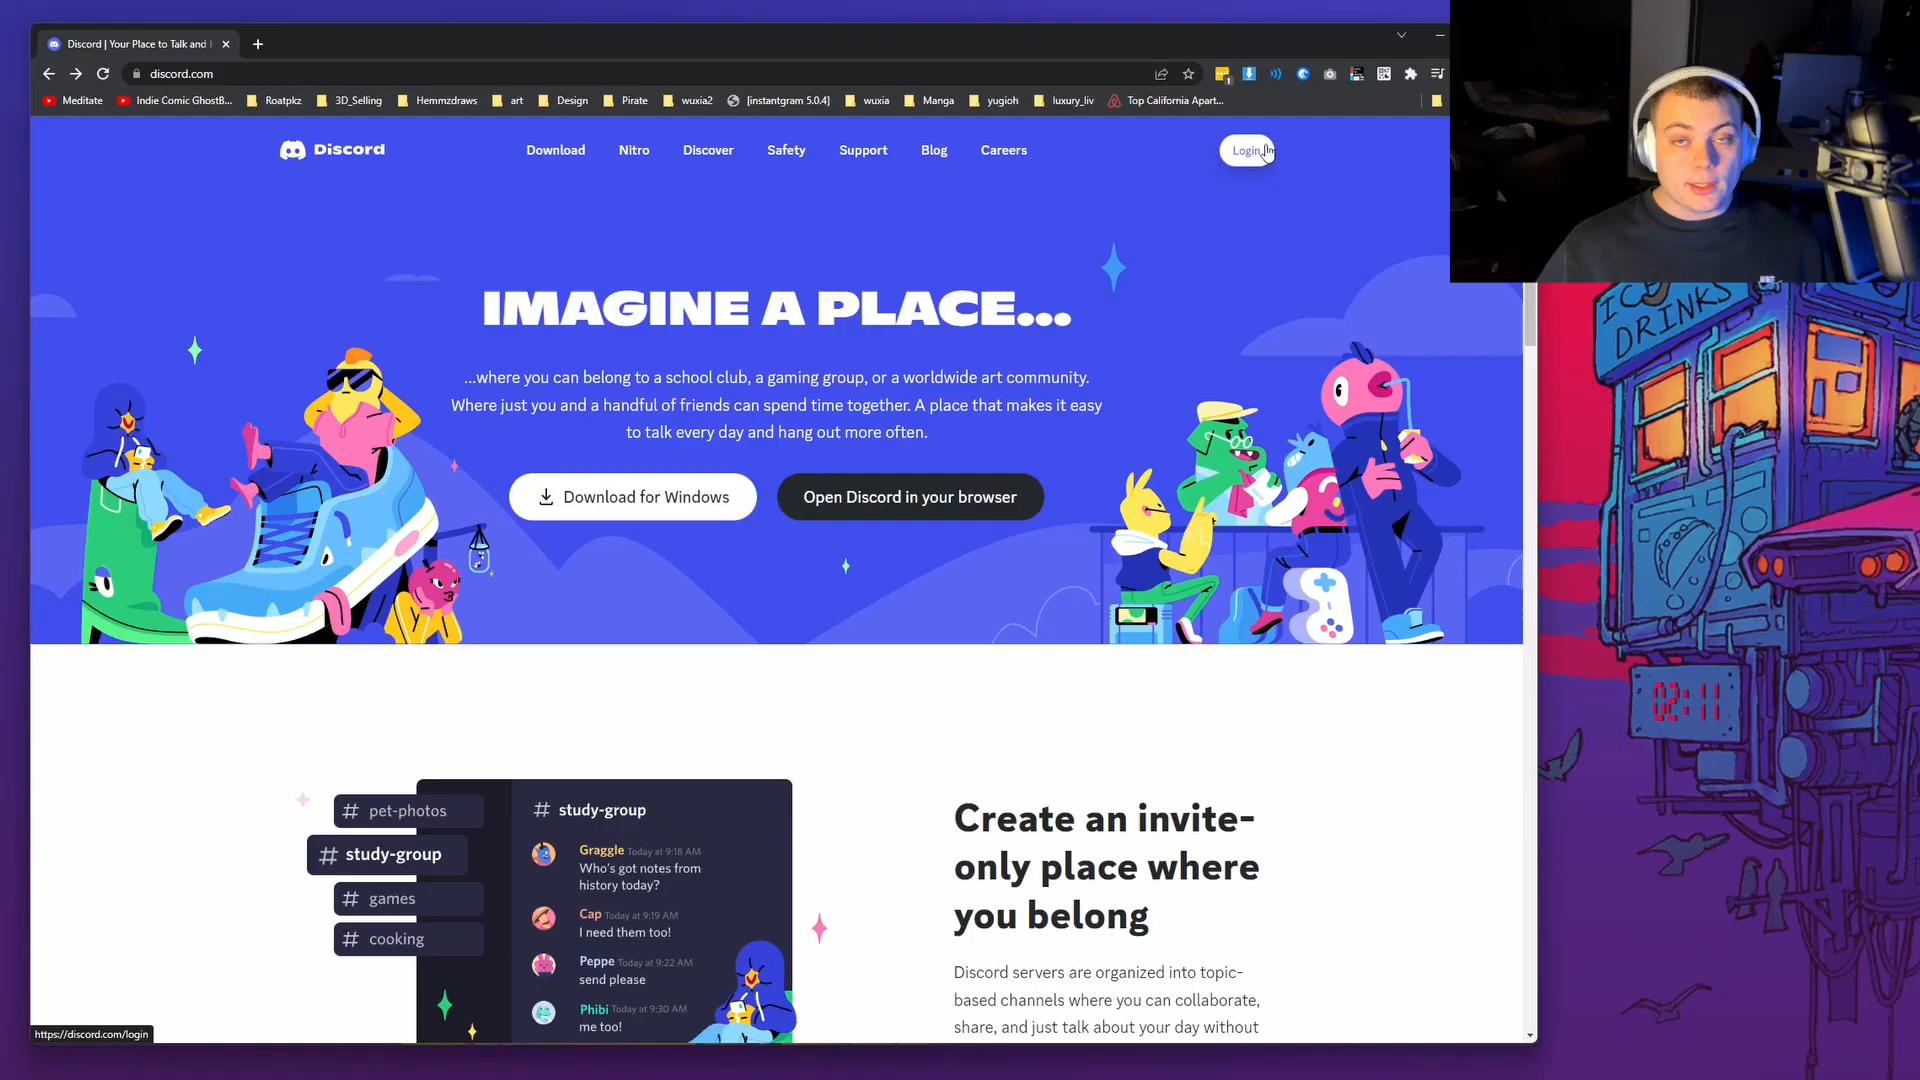 Discord | Your Place to Talk and H
discord.com
1
Meditate
Indie Comic GhostB...
Roatpkz
3D_Selling
Hemmzdraws
art
Design
Pirate
wuxia2
[instantgram 5.0.4]
wuxia
Manga
yugioh
luxury_liv
Top California Apart...
Discord
Download
Nitro
Discover
Safety
Support
Blog
Careers
Login
IMAGINE A PLACE...
...where you can belong to a school club, a gaming group, or a worldwide art community.
Where just you and a handful of friends can spend time together. A place that makes it easy
to talk every day and hang out more often.
Download for Windows
Open Discord in your browser
DRINKS
02:11
# pet-photos
# study-group
# games
# cooking
# study-group
Graggle Today at 9:18 AM
Who's got notes from
history today?
Cap Today at 9:19 AM
I need them too!
Peppe Today at 9:22 AM
send please
Phibi Today at 9:30 AM
me too!
Create an invite-
only place where
you belong
Discord servers are organized into topic-
based channels where you can collaborate,
share, and just talk about your day without
https://discord.com/login